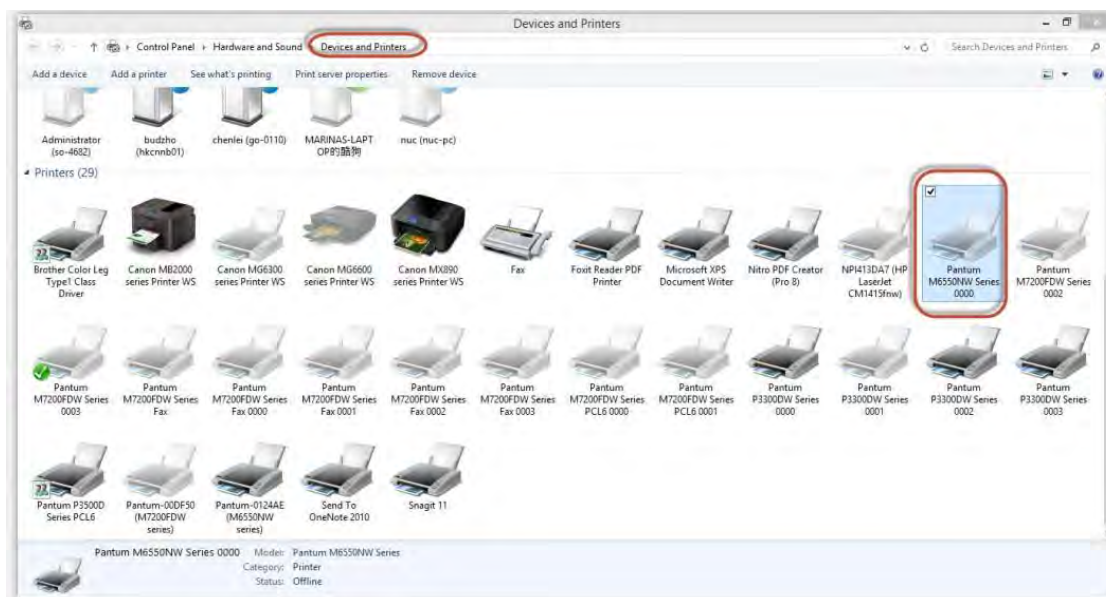 Devices and Printers
Control Panel Hardware and Sound Devices and Printers
Search Devices and Printers
Add a device Add a printer See what's printing Print server properties Remove device
Administrator
(so-4682)
budzho
(hkcnnb01)
chenlei (go-0110)
MARINAS-LAPT
OP的酷狗
nuc (nuc-pc)
Printers (29)
Brother Color Leg
Type1 Class
Driver
Canon MB2000
series Printer WS
Canon MG6300
series Printer WS
Canon MG6600
series Printer WS
Canon MX890
series Printer WS
Fax
Foxit Reader PDF
Printer
Microsoft XPS
Document Writer
Nitro PDF Creator
(Pro 8)
NPI413DA7 (HP
LaserJet
CM1415fnw)
Pantum
M6550NW Series
0000
Pantum
M7200FDW Series
0002
Pantum
M7200FDW Series
0003
Pantum
M7200FDW Series
Fax
Pantum
M7200FDW Series
Fax 0000
Pantum
M7200FDW Series
Fax 0001
Pantum
M7200FDW Series
Fax 0002
Pantum
M7200FDW Series
Fax 0003
Pantum
M7200FDW Series
PCL6 0000
Pantum
M7200FDW Series
PCL6 0001
Pantum
P3300DW Series
0000
Pantum
P3300DW Series
0001
Pantum
P3300DW Series
0002
Pantum
P3300DW Series
0003
Pantum P3500D
Series PCL6
Pantum-00DF50
(M7200FDW
series)
Pantum-0124AE
(M6550NW
series)
Send To
OneNote 2010
Snagit 11
Pantum M6550NW Series 0000 Model: Pantum M6550NW Series
Category: Printer
Status: Offline